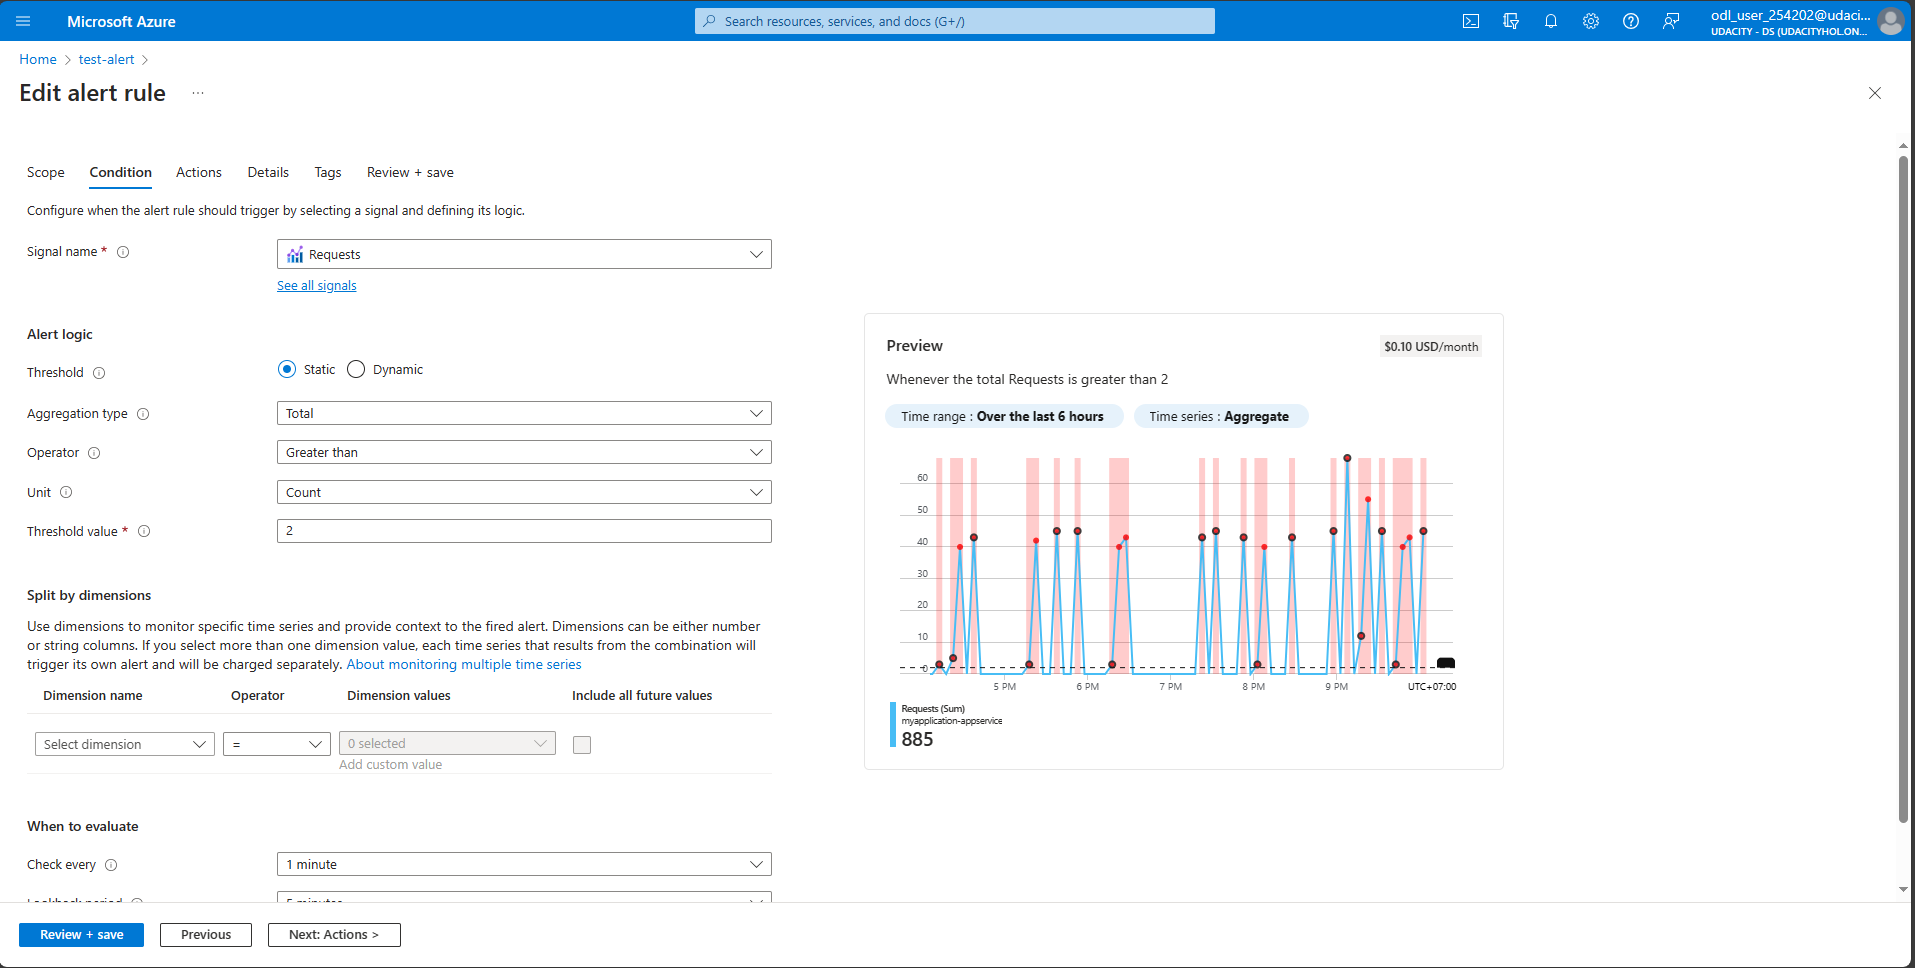 Microsoft Azure
Search resources, services, and docs (G+/)
odl_user_254202@udaci...
UDACITY - DS (UDACITYHOL.ON...
Home > test-alert >
Edit alert rule ...
Scope Condition Actions Details Tags Review + save
Configure when the alert rule should trigger by selecting a signal and defining its logic.
Signal name * Requests
See all signals
Alert logic
Threshold Static Dynamic
Aggregation type Total
Operator Greater than
Unit Count
Threshold value * 2
Split by dimensions
Use dimensions to monitor specific time series and provide context to the fired alert. Dimensions can be either number
or string columns. If you select more than one dimension value, each time series that results from the combination will
trigger its own alert and will be charged separately. About monitoring multiple time series
Dimension name Operator Dimension values Include all future values
Select dimension = 0 selected
Add custom value
When to evaluate
Check every 1 minute
Lookback period 5 minutes
Preview $0.10 USD/month
Whenever the total Requests is greater than 2
Time range : Over the last 6 hours Time series : Aggregate
60
50
40
30
20
10
0
5 PM 6 PM 7 PM 8 PM 9 PM UTC+07:00
Requests (Sum)
myapplication-appservice
885
Review + save Previous Next: Actions >